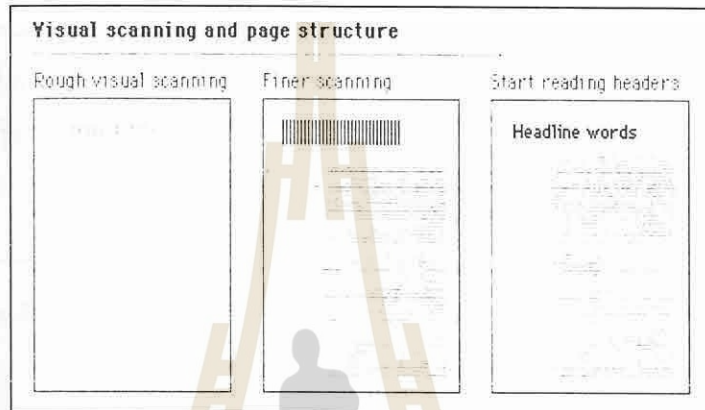 Visual scanning and page structure
Rough visual scanning
Finer scanning
Start reading headers
Headline words